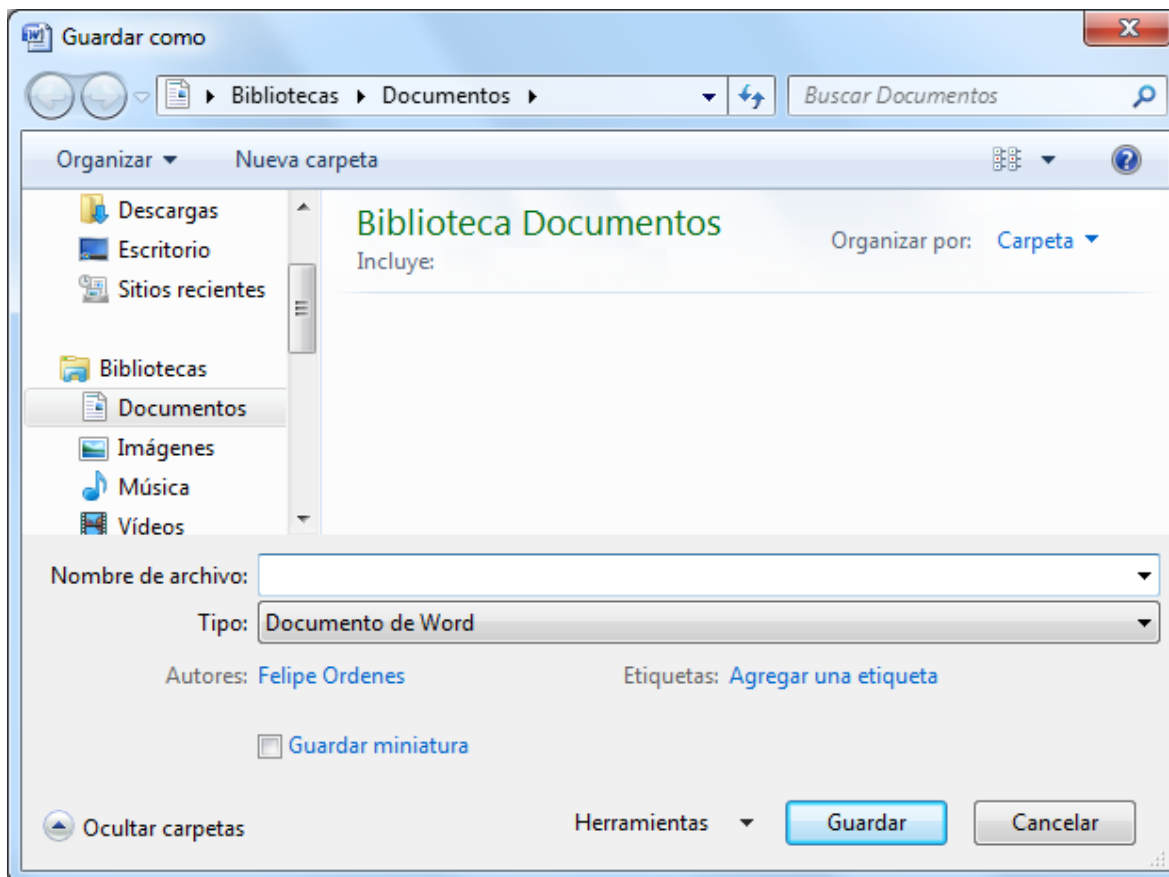 Guardar como
Bibliotecas Documentos
Buscar Documentos
Organizar Nueva carpeta
Descargas
Escritorio
Sitios recientes
Bibliotecas
Documentos
Imágenes
Música
Vídeos
Biblioteca Documentos
Incluye:
Organizar por: Carpeta
Nombre de archivo:
Tipo: Documento de Word
Autores: Felipe Ordenes Etiquetas: Agregar una etiqueta
Guardar miniatura
Ocultar carpetas Herramientas Guardar Cancelar